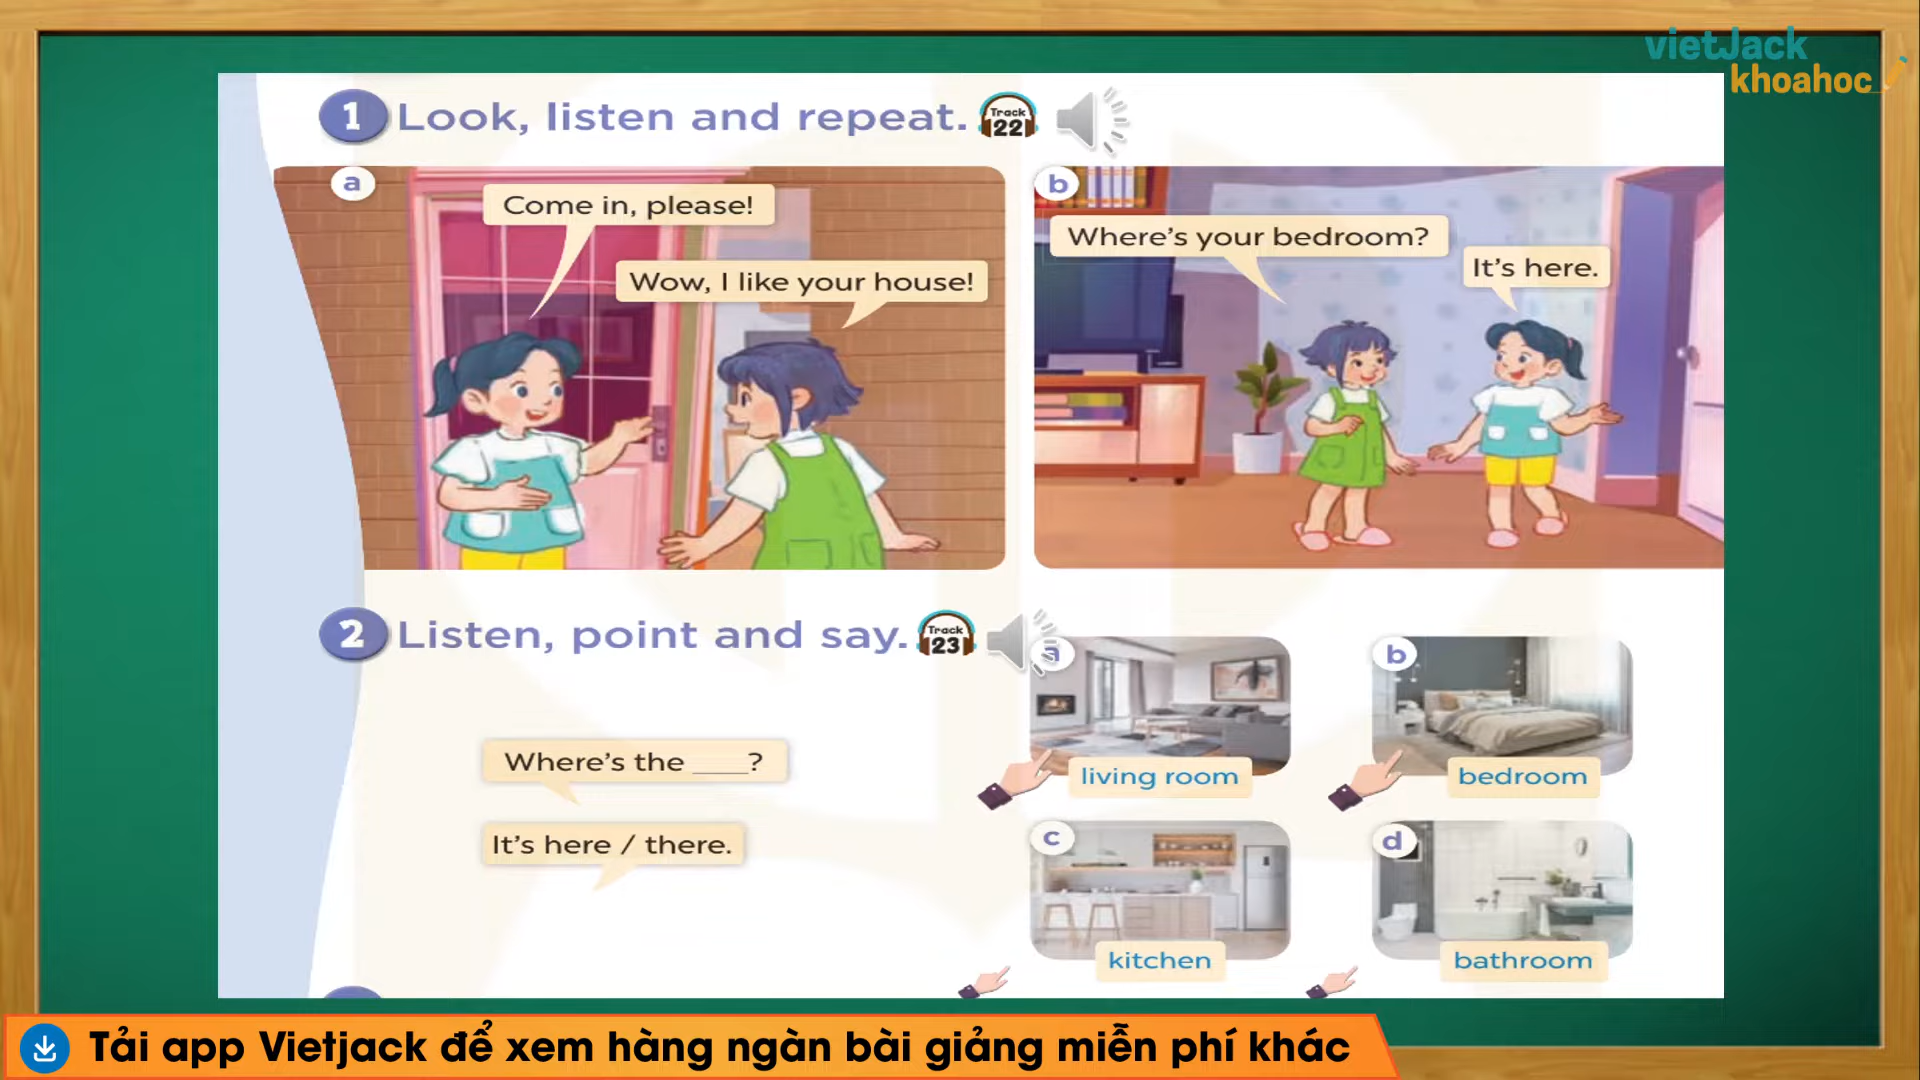 vietJack
khoahoc
1 Look, listen and repeat. Track 22
a
Come in, please!
Wow, I like your house!
b
Where's your bedroom?
It's here.
2 Listen, point and say. Track 23
Where's the ____?
It's here / there.
a
living room
b
bedroom
c
kitchen
d
bathroom
Tải app Vietjack để xem hàng ngàn bài giảng miễn phí khác